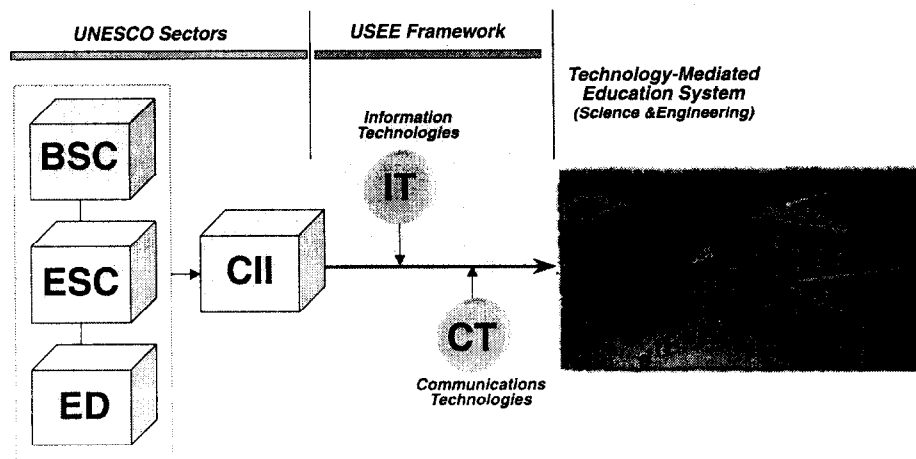 UNESCO Sectors
USEE Framework
Technology-Mediated
Education System
(Science &Engineering)
Information
Technologies
BSC
IT
ESC
CII
CT
ED
Communications
Technologies